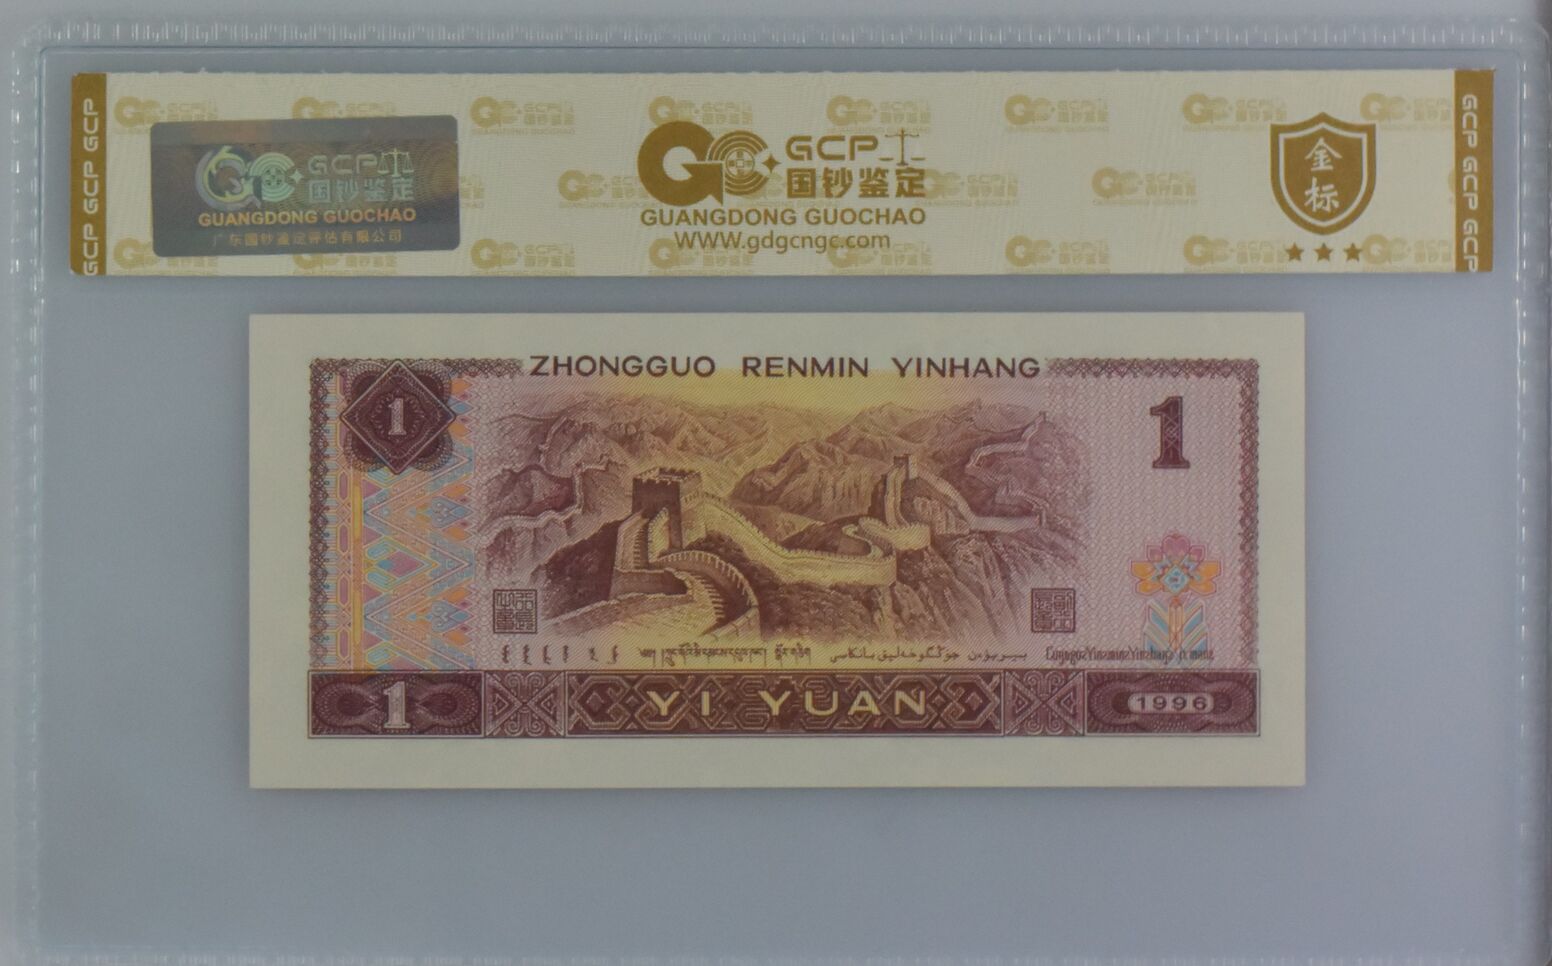 GCP GCP GCP
GCP 国钞鉴定
GUANGDONG GUOCHAO
广东国钞鉴定评估有限公司
GCP
国钞鉴定
GUANGDONG GUOCHAO
WWW.gdgcngc.com
金标
GCP GCP GCP
ZHONGGUO RENMIN YINHANG
1
1
YI YUAN
1
1996